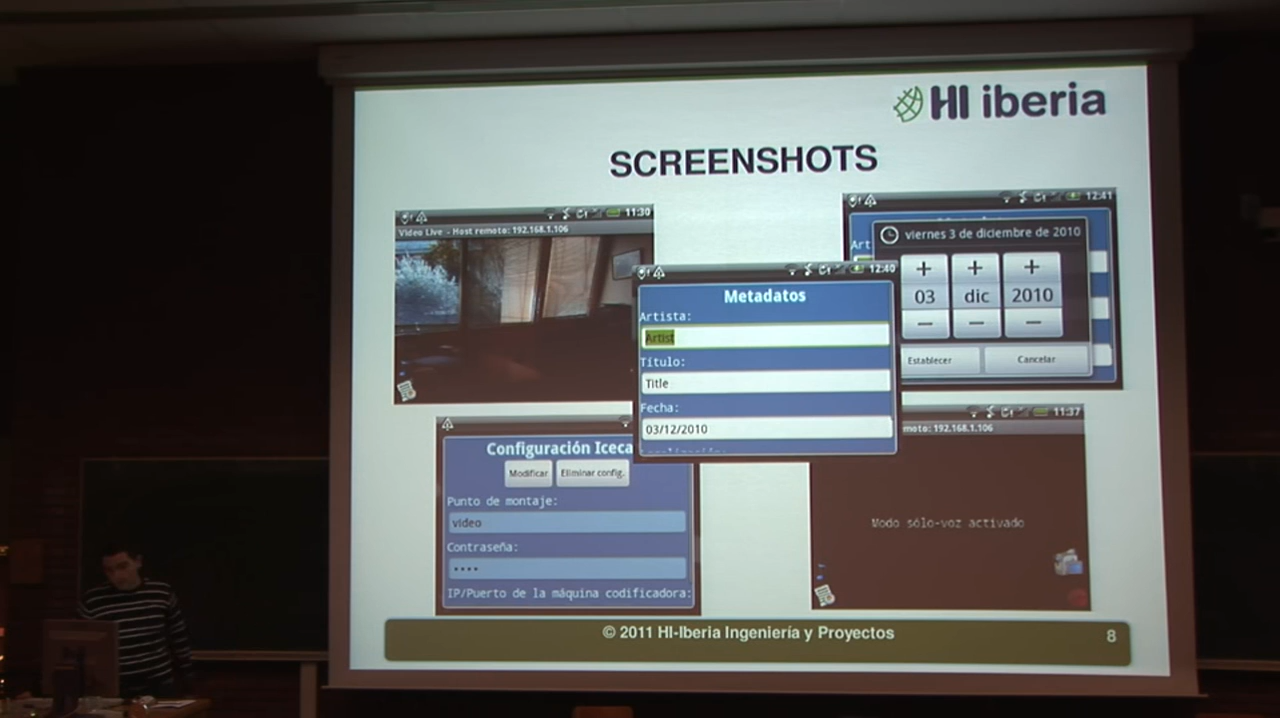 HI iberia
SCREENSHOTS
11:30
Video Live - Host remoto: 192.168.1.106
12:41
Art
viernes 3 de diciembre de 2010
+ + +
03 dic 2010
- - -
Establecer Cancelar
12:40
Metadatos
Artista:
Artist
Título:
Title
Fecha:
03/12/2010
Configuración Iceca
Modificar Eliminar config.
Punto de montaje:
video
Contraseña:
••••
IP/Puerto de la máquina codificadora:
11:37
moto: 192.168.1.106
Modo sólo-voz activado
© 2011 HI-Iberia Ingeniería y Proyectos
8